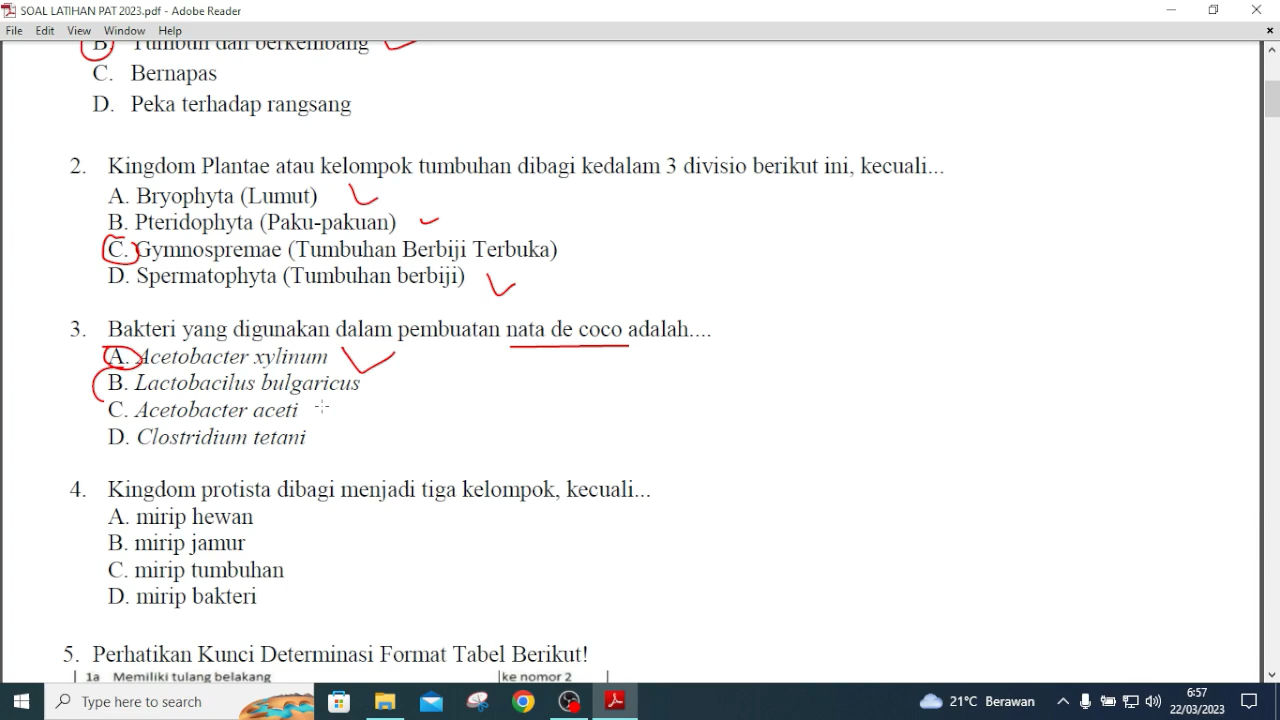 SOAL LATIHAN PAT 2023.pdf - Adobe Reader
File Edit View Window Help
B. Tumbuh dan berkembang
C. Bernapas
D. Peka terhadap rangsang
2. Kingdom Plantae atau kelompok tumbuhan dibagi kedalam 3 divisio berikut ini, kecuali...
A. Bryophyta (Lumut)
B. Pteridophyta (Paku-pakuan)
C. Gymnospremae (Tumbuhan Berbiji Terbuka)
D. Spermatophyta (Tumbuhan berbiji)
3. Bakteri yang digunakan dalam pembuatan nata de coco adalah....
A. Acetobacter xylinum
B. Lactobacilus bulgaricus
C. Acetobacter aceti
D. Clostridium tetani
4. Kingdom protista dibagi menjadi tiga kelompok, kecuali...
A. mirip hewan
B. mirip jamur
C. mirip tumbuhan
D. mirip bakteri
5. Perhatikan Kunci Determinasi Format Tabel Berikut!
1a Memiliki tulang belakang ke nomor 2
Type here to search 21°C Berawan 6:57
22/03/2023